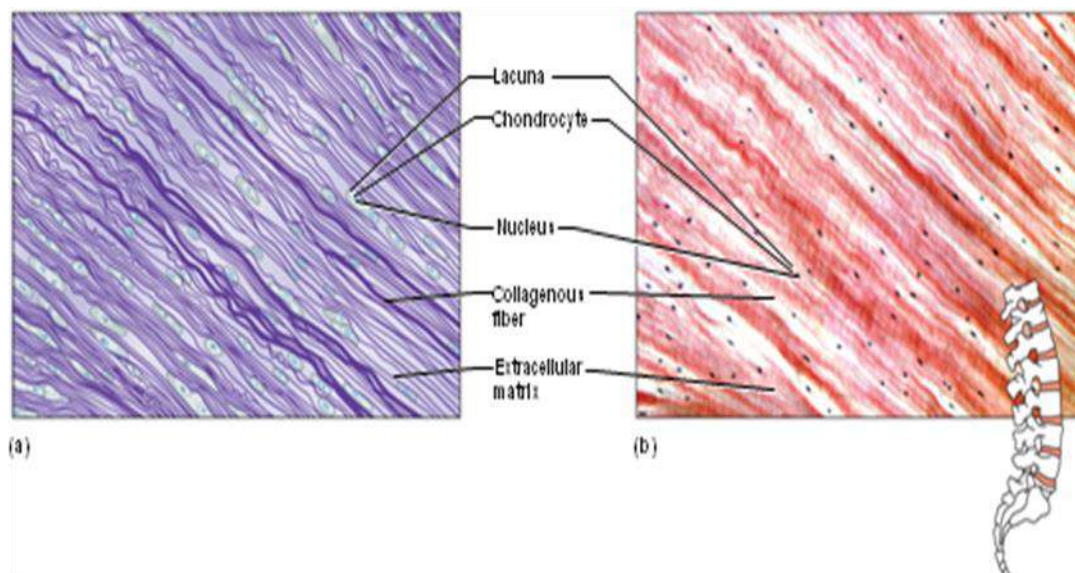 Lacuna
Chondrocyte
Nucleus
Collagenous
fiber
Extracellular
matrix
(a)
(b)